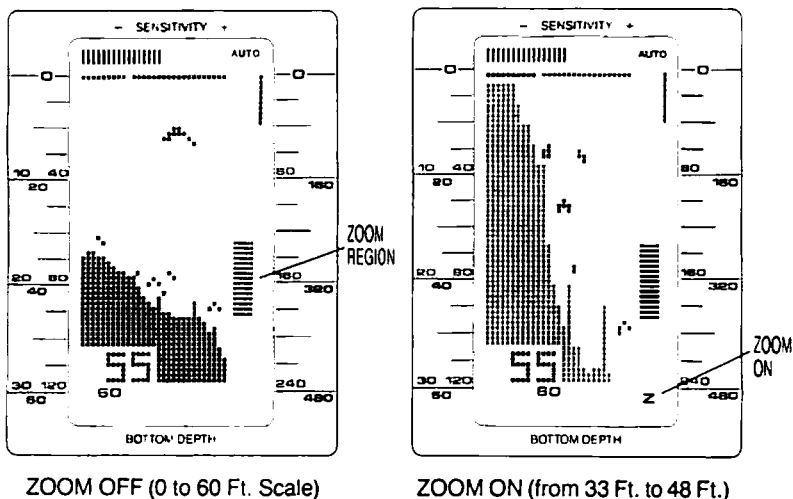 − SENSITIVITY +
AUTO
0 0
10 40 80
20 160
20 80 160
40 320
30 120 240
60 480
55
60
BOTTOM DEPTH
ZOOM
REGION
ZOOM OFF (0 to 60 Ft. Scale)
− SENSITIVITY +
AUTO
0 0
10 40 80
20 160
20 80 160
40 320
30 120 240
60 480
55
60
Z
BOTTOM DEPTH
ZOOM
ON
ZOOM ON (from 33 Ft. to 48 Ft.)